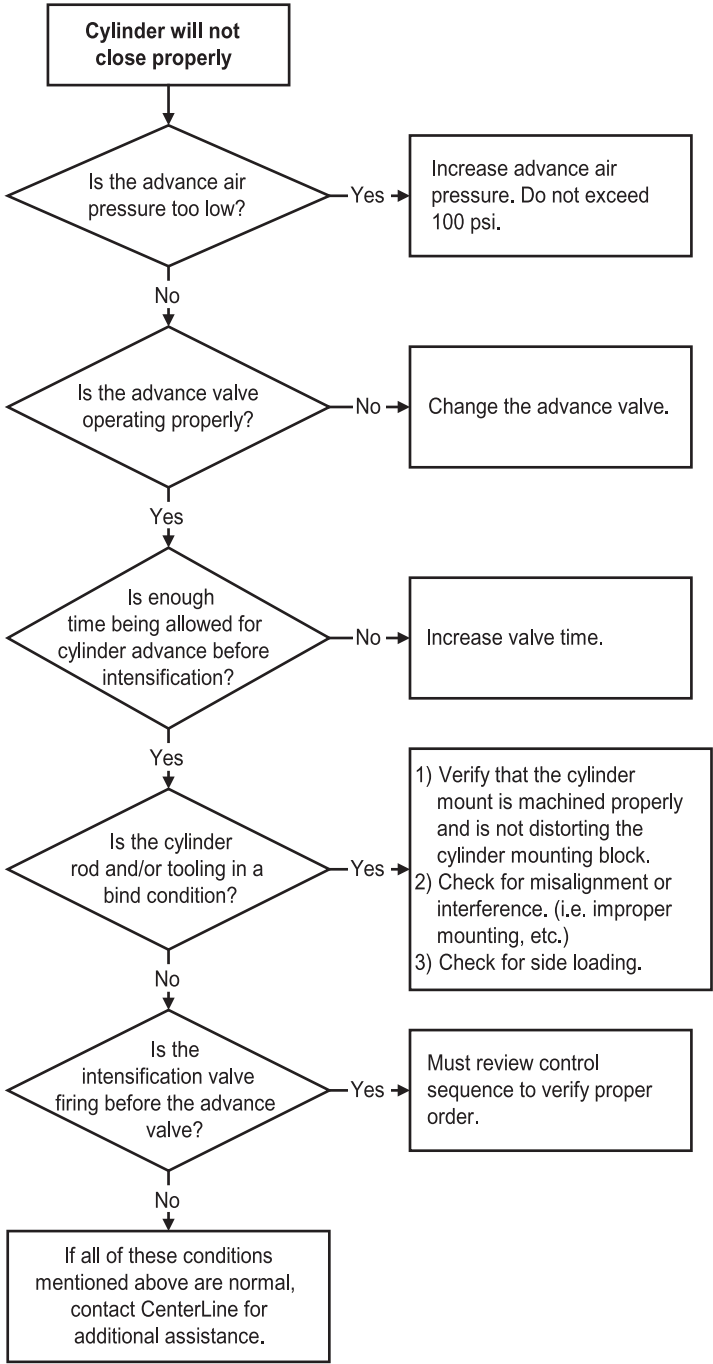 Cylinder will not
close properly
Is the advance air
pressure too low?
Yes
Increase advance air
pressure. Do not exceed
100 psi.
No
Is the advance valve
operating properly?
No
Change the advance valve.
Yes
Is enough
time being allowed for
cylinder advance before
intensification?
No
Increase valve time.
Yes
Is the cylinder
rod and/or tooling in a
bind condition?
Yes
1) Verify that the cylinder
mount is machined properly
and is not distorting the
cylinder mounting block.
2) Check for misalignment or
interference. (i.e. improper
mounting, etc.)
3) Check for side loading.
No
Is the
intensification valve
firing before the advance
valve?
Yes
Must review control
sequence to verify proper
order.
No
If all of these conditions
mentioned above are normal,
contact CenterLine for
additional assistance.